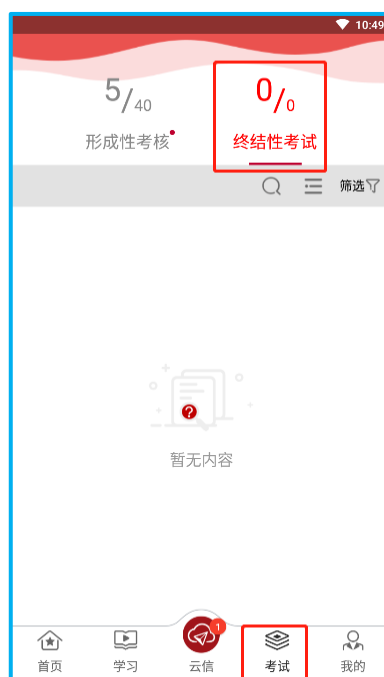 10:49
5/40
0/0
形成性考核
终结性考试
筛选
?
暂无内容
1
首页
学习
云信
考试
我的